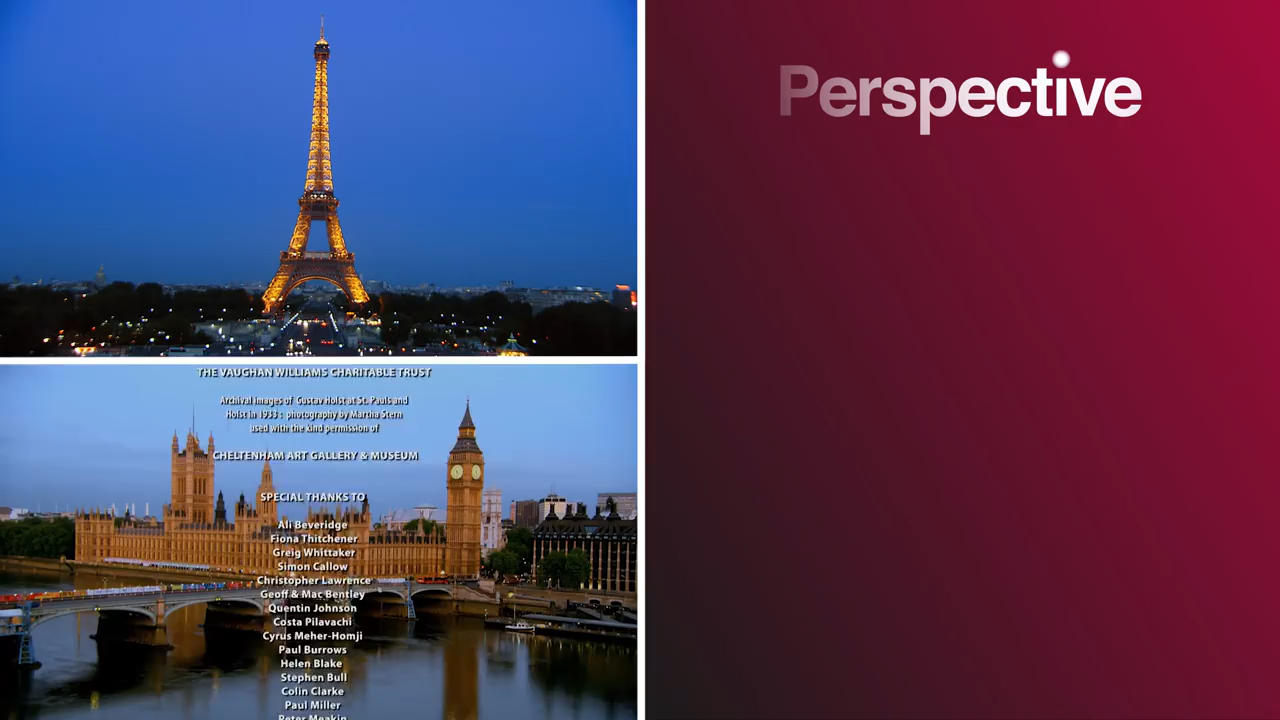 Perspective
THE VAUGHAN WILLIAMS CHARITABLE TRUST
Archival images of Gustav Holst at St. Pauls and
Holst in 1933 : photography by Martha Stern
used with the kind permission of
CHELTENHAM ART GALLERY & MUSEUM
SPECIAL THANKS TO
Ali Beveridge
Fiona Thitchener
Greig Whittaker
Simon Callow
Christopher Lawrence
Geoff & Mac Bentley
Quentin Johnson
Costa Pilavachi
Cyrus Meher-Homji
Paul Burrows
Helen Blake
Stephen Bull
Colin Clarke
Paul Miller
Peter Meakin